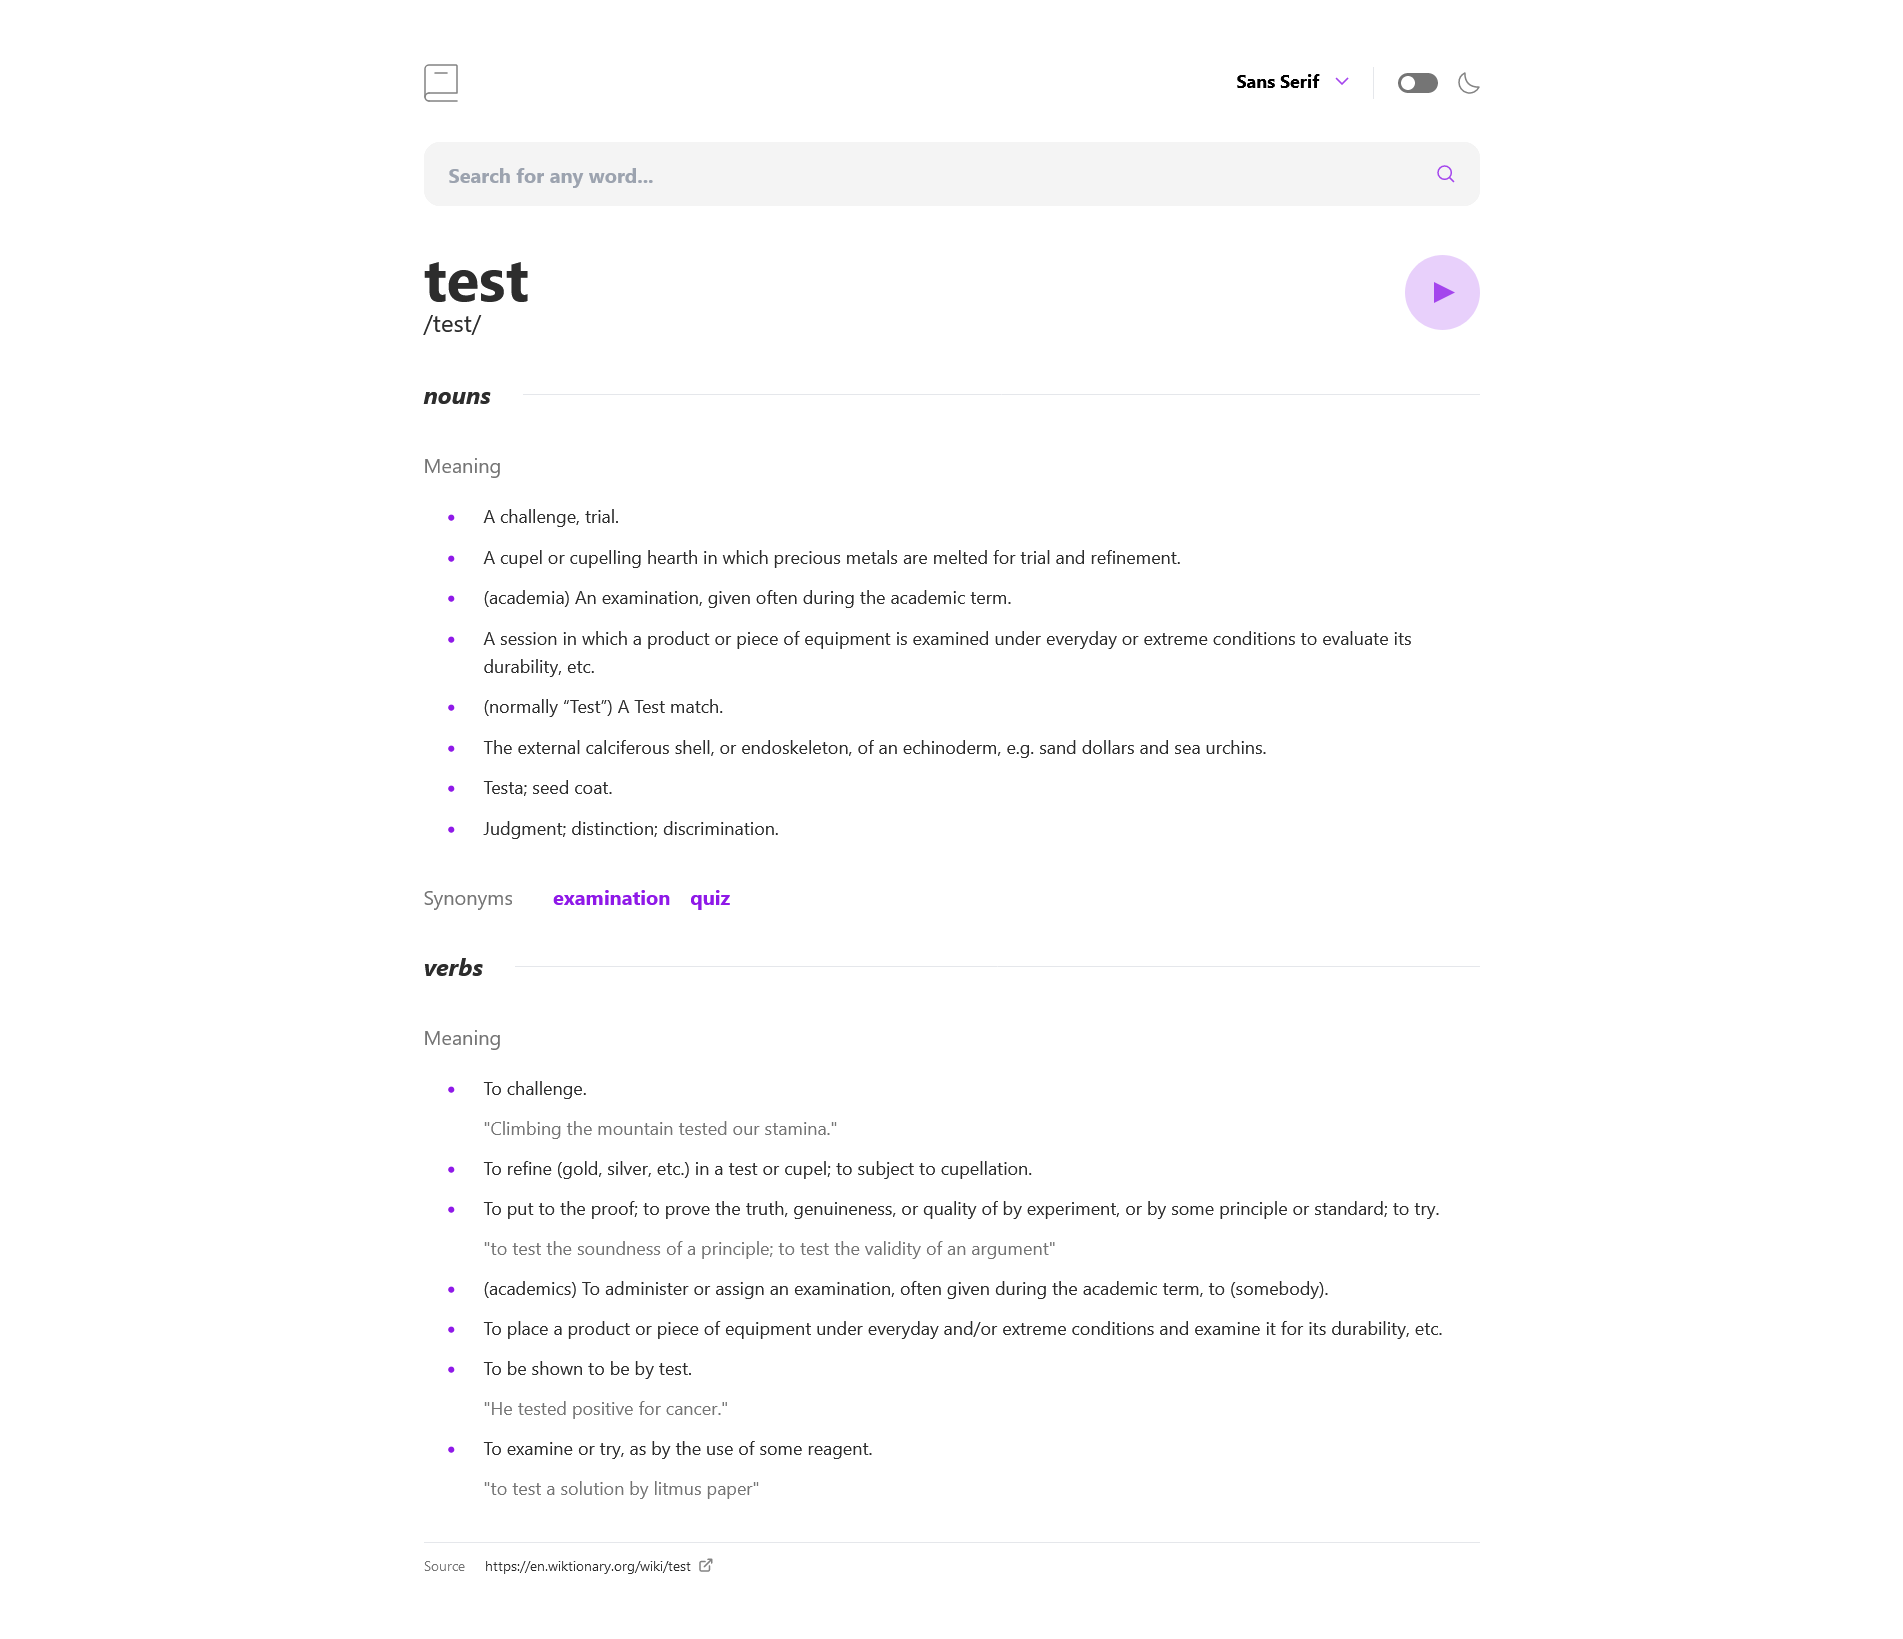 Sans Serif
Search for any word...
test
/test/
nouns
Meaning
A challenge, trial.
A cupel or cupelling hearth in which precious metals are melted for trial and refinement.
(academia) An examination, given often during the academic term.
A session in which a product or piece of equipment is examined under everyday or extreme conditions to evaluate its
durability, etc.
(normally “Test”) A Test match.
The external calciferous shell, or endoskeleton, of an echinoderm, e.g. sand dollars and sea urchins.
Testa; seed coat.
Judgment; distinction; discrimination.
Synonyms examination quiz
verbs
Meaning
To challenge.
"Climbing the mountain tested our stamina."
To refine (gold, silver, etc.) in a test or cupel; to subject to cupellation.
To put to the proof; to prove the truth, genuineness, or quality of by experiment, or by some principle or standard; to try.
"to test the soundness of a principle; to test the validity of an argument"
(academics) To administer or assign an examination, often given during the academic term, to (somebody).
To place a product or piece of equipment under everyday and/or extreme conditions and examine it for its durability, etc.
To be shown to be by test.
"He tested positive for cancer."
To examine or try, as by the use of some reagent.
"to test a solution by litmus paper"
Source https://en.wiktionary.org/wiki/test